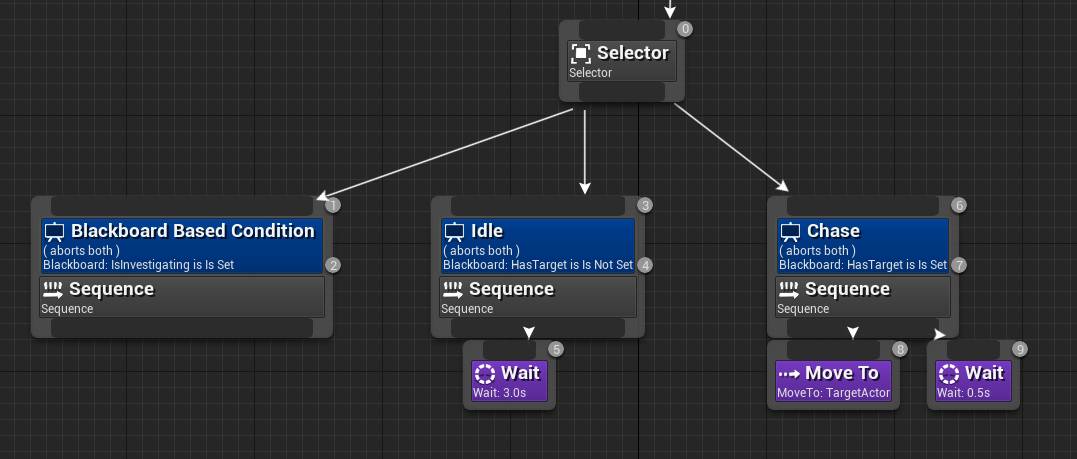 0
Selector
Selector
1
Blackboard Based Condition
( aborts both )
Blackboard: IsInvestigating is Is Set
2
Sequence
Sequence
3
Idle
( aborts both )
Blackboard: HasTarget is Is Not Set
4
Sequence
Sequence
5
Wait
Wait: 3.0s
6
Chase
( aborts both )
Blackboard: HasTarget is Is Set
7
Sequence
Sequence
8
Move To
MoveTo: TargetActor
9
Wait
Wait: 0.5s